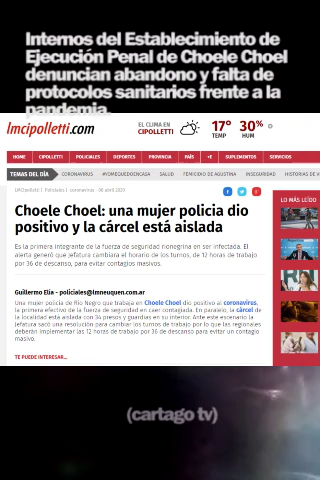 Internos del Establecimiento de
Ejecución Penal de Choele Choel
denuncian abandono y falta de
protocolos sanitarios frente a la
pandemia.
lmcipolletti.com
EL CLIMA EN
CIPOLLETTI
17° TEMP
30% HUM
HOME CIPOLLETTI POLICIALES DEPORTES PROVINCIA PAÍS +E SUPLEMENTOS SERVICIOS
TEMAS DEL DÍA CORONAVIRUS #YOMEQUEDOENCASA SALUD FEMICIDIO DE AGUSTINA INSEGURIDAD HISTORIAS DE V
LMCipolletti | Policiales | coronavirus - 08 abril 2020
LO MÁS LEÍDO
Choele Choel: una mujer policia dio
positivo y la cárcel está aislada
Es la primera integrante de la fuerza de seguridad rionegrina en ser infectada. El
alerta generó que jefatura cambiara el horario de los turnos, de 12 horas de trabajo
por 36 de descanso, para evitar contagios masivos.
Guillermo Elia - policiales@lmneuquen.com.ar
Una mujer policía de Río Negro que trabaja en Choele Choel dio positivo al coronavirus,
la primera efectivo de la fuerza de seguridad en caer contagiada. En paralelo, la cárcel de
la localidad está aislada con 34 presos y guardias en su interior. Ante este escenario la
jefatura sacó una resolución para cambiar los turnos de trabajo por lo que las regionales
deberán implementar las 12 horas de trabajo por 36 de descanso para evitar un contagio
masivo.
TE PUEDE INTERESAR...
(cartago tv)